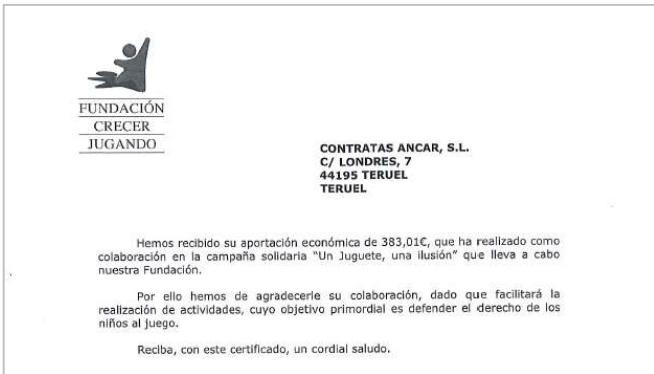 FUNDACIÓN
CRECER
JUGANDO
CONTRATAS ANCAR, S.L.
C/ LONDRES, 7
44195 TERUEL
TERUEL
Hemos recibido su aportación económica de 383,01€, que ha realizado como
colaboración en la campaña solidaria "Un Juguete, una ilusión" que lleva a cabo
nuestra Fundación.
Por ello hemos de agradecerle su colaboración, dado que facilitará la
realización de actividades, cuyo objetivo primordial es defender el derecho de los
niños al juego.
Reciba, con este certificado, un cordial saludo.